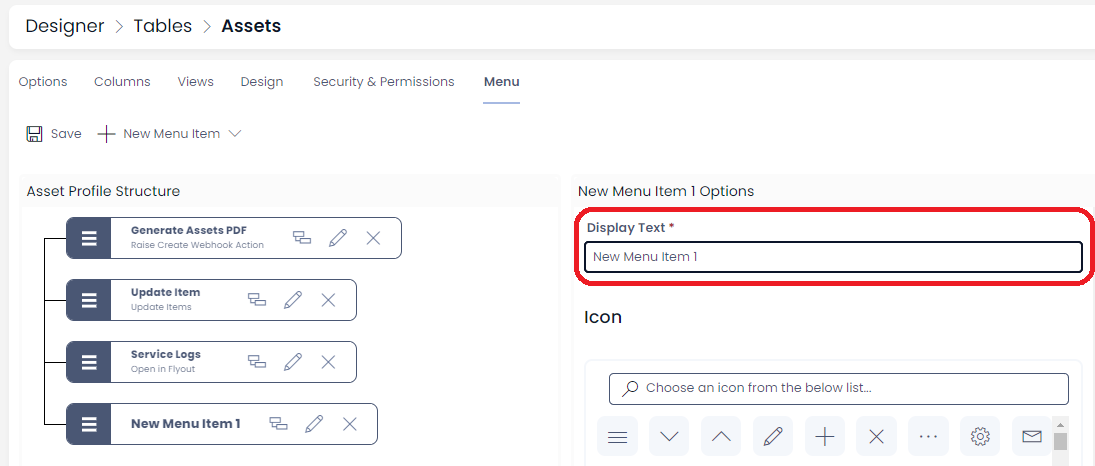 Designer > Tables > Assets
Options Columns Views Design Security & Permissions Menu
Save New Menu Item
Asset Profile Structure
Generate Assets PDF
Raise Create Webhook Action
Update Item
Update Items
Service Logs
Open in Flyout
New Menu Item 1
New Menu Item 1 Options
Display Text *
New Menu Item 1
Icon
Choose an icon from the below list...